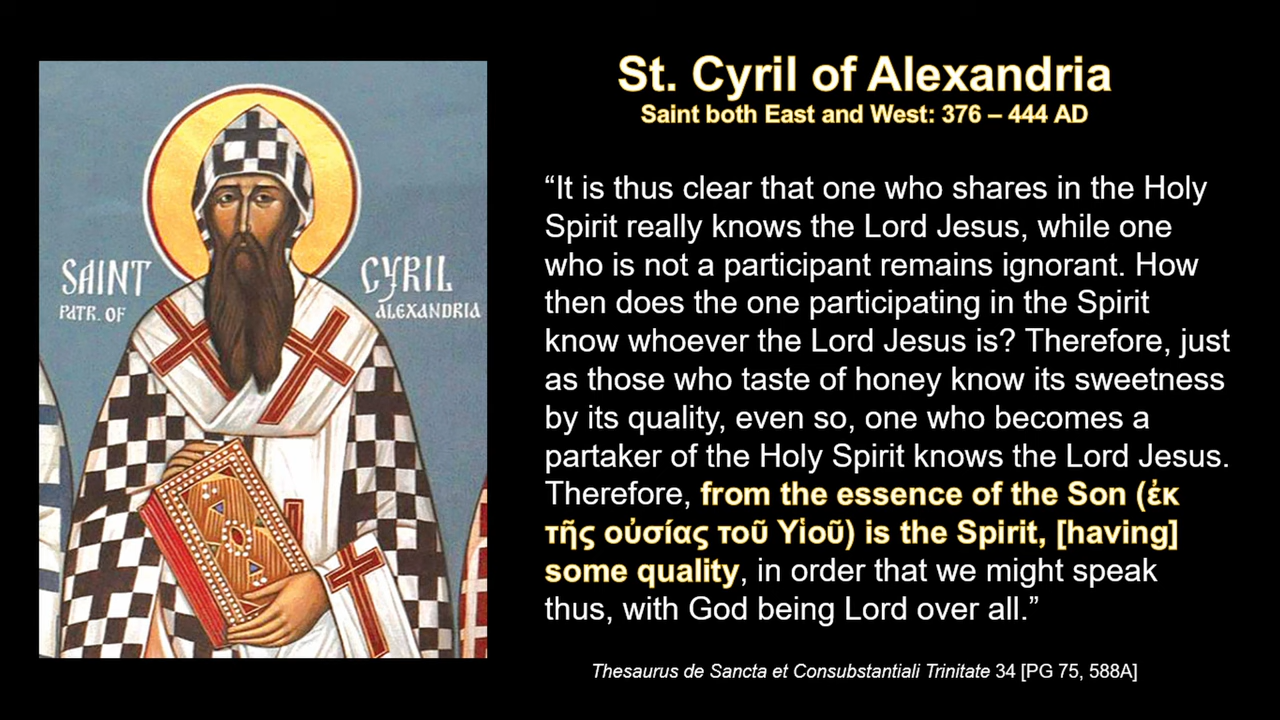 SAINT CYRIL
PATR. OF ALEXANDRIA
St. Cyril of Alexandria
Saint both East and West: 376 – 444 AD
“It is thus clear that one who shares in the Holy
Spirit really knows the Lord Jesus, while one
who is not a participant remains ignorant. How
then does the one participating in the Spirit
know whoever the Lord Jesus is? Therefore, just
as those who taste of honey know its sweetness
by its quality, even so, one who becomes a
partaker of the Holy Spirit knows the Lord Jesus.
Therefore, from the essence of the Son (ἐκ
τῆς οὐσίας τοῦ Υἱοῦ) is the Spirit, [having]
some quality, in order that we might speak
thus, with God being Lord over all.”
Thesaurus de Sancta et Consubstantiali Trinitate 34 [PG 75, 588A]